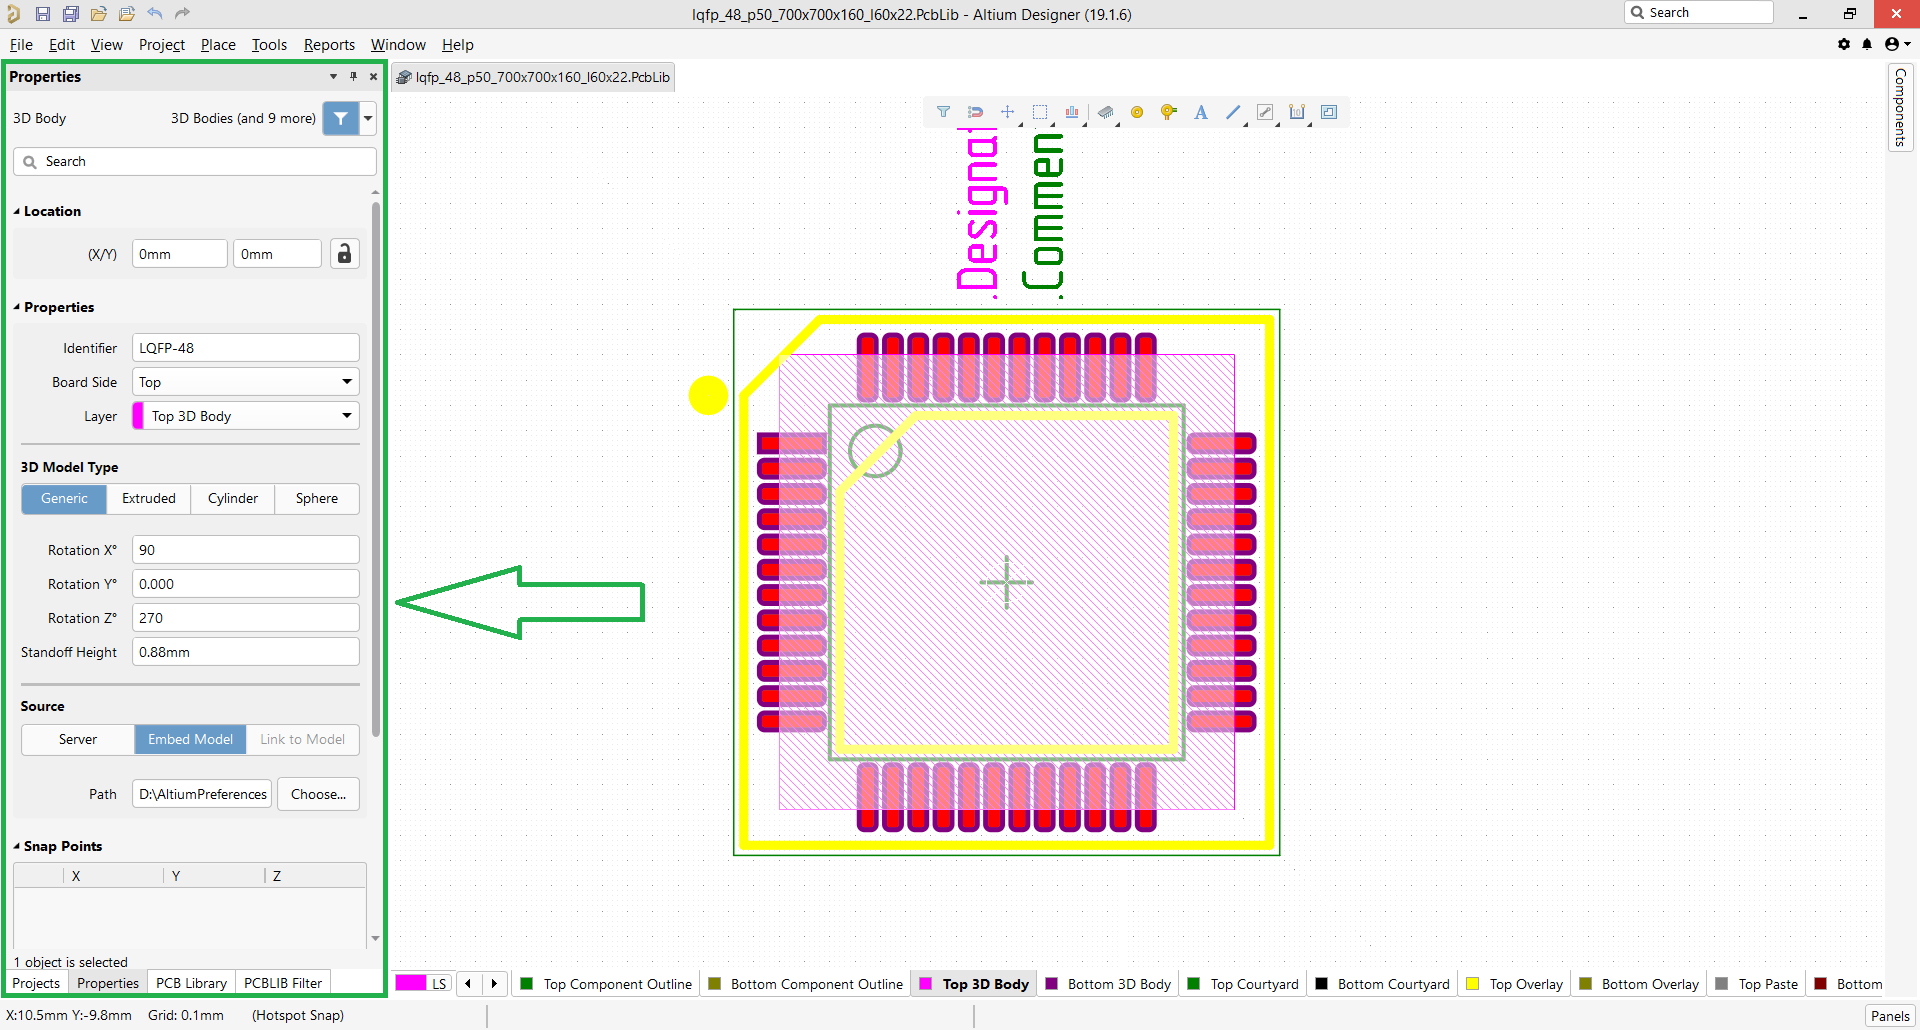 lqfp_48_p50_700x700x160_l60x22.PcbLib - Altium Designer (19.1.6)
Search
File Edit View Project Place Tools Reports Window Help
Properties
lqfp_48_p50_700x700x160_l60x22.PcbLib
Components
3D Body
3D Bodies (and 9 more)
Search
Location
(X/Y) 0mm 0mm
Properties
Identifier LQFP-48
Board Side Top
Layer Top 3D Body
3D Model Type
Generic Extruded Cylinder Sphere
Rotation X° 90
Rotation Y° 0.000
Rotation Z° 270
Standoff Height 0.88mm
Source
Server Embed Model Link to Model
Path D:\AltiumPreferences Choose...
Snap Points
X Y Z
1 object is selected
Projects Properties PCB Library PCBLIB Filter
.Designat
.Commen
LS Top Component Outline Bottom Component Outline Top 3D Body Bottom 3D Body Top Courtyard Bottom Courtyard Top Overlay Bottom Overlay Top Paste Bottom
X:10.5mm Y:-9.8mm Grid: 0.1mm (Hotspot Snap)
Panels